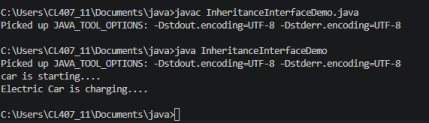 C:\Users\CL407_11\Documents\java>javac InheritanceInterfaceDemo.java
Picked up JAVA_TOOL_OPTIONS: -Dstdout.encoding=UTF-8 -Dstderr.encoding=UTF-8
C:\Users\CL407_11\Documents\java>java InheritanceInterfaceDemo
Picked up JAVA_TOOL_OPTIONS: -Dstdout.encoding=UTF-8 -Dstderr.encoding=UTF-8
car is starting....
Electric Car is charging....
C:\Users\CL407_11\Documents\java>